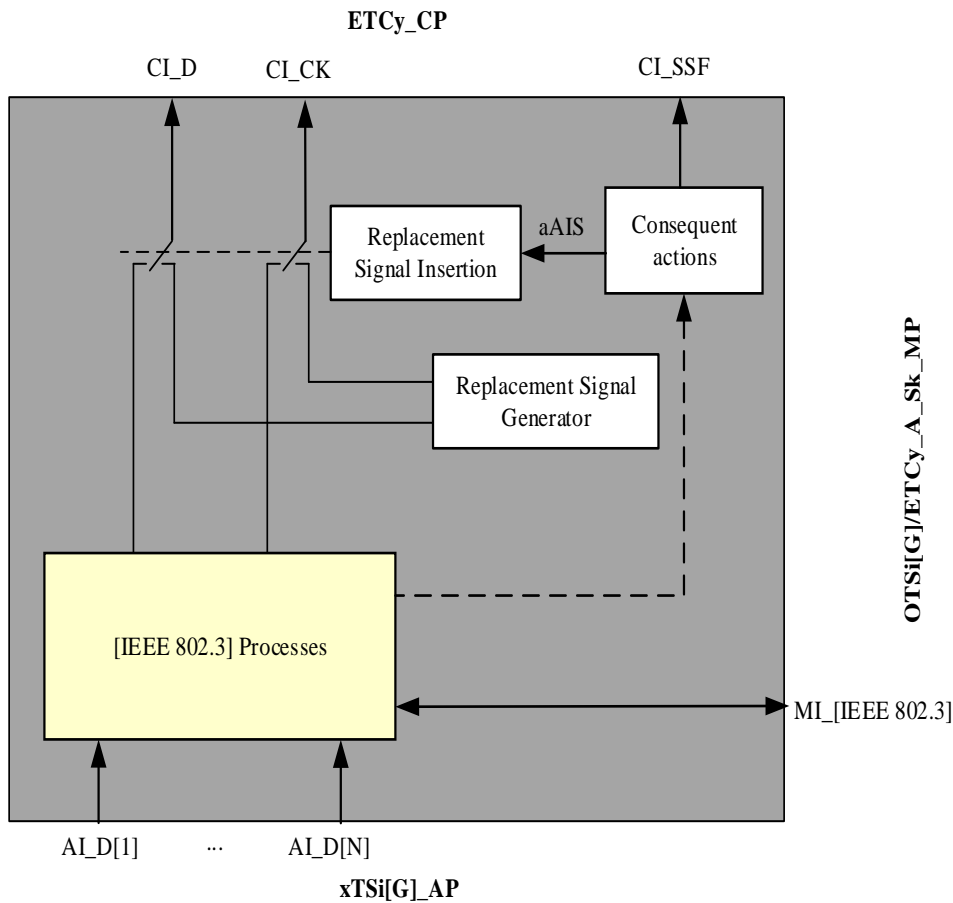 ETCy_CP
CI_D
CI_CK
CI_SSF
Replacement
Signal Insertion
aAIS
Consequent
actions
Replacement Signal
Generator
OTSi[G]/ETCy_A_Sk_MP
[IEEE 802.3] Processes
MI_[IEEE 802.3]
AI_D[1]
...
AI_D[N]
xTSi[G]_AP